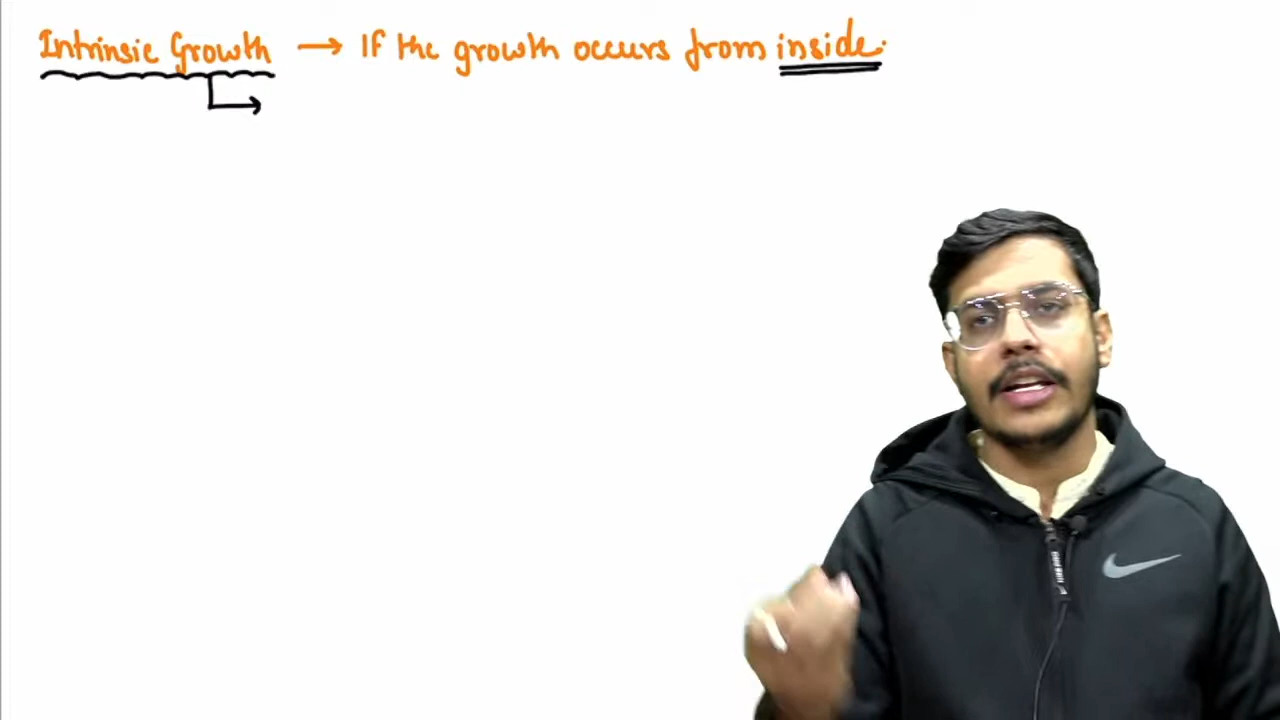 Intrinsic Growth → If the growth occurs from inside.